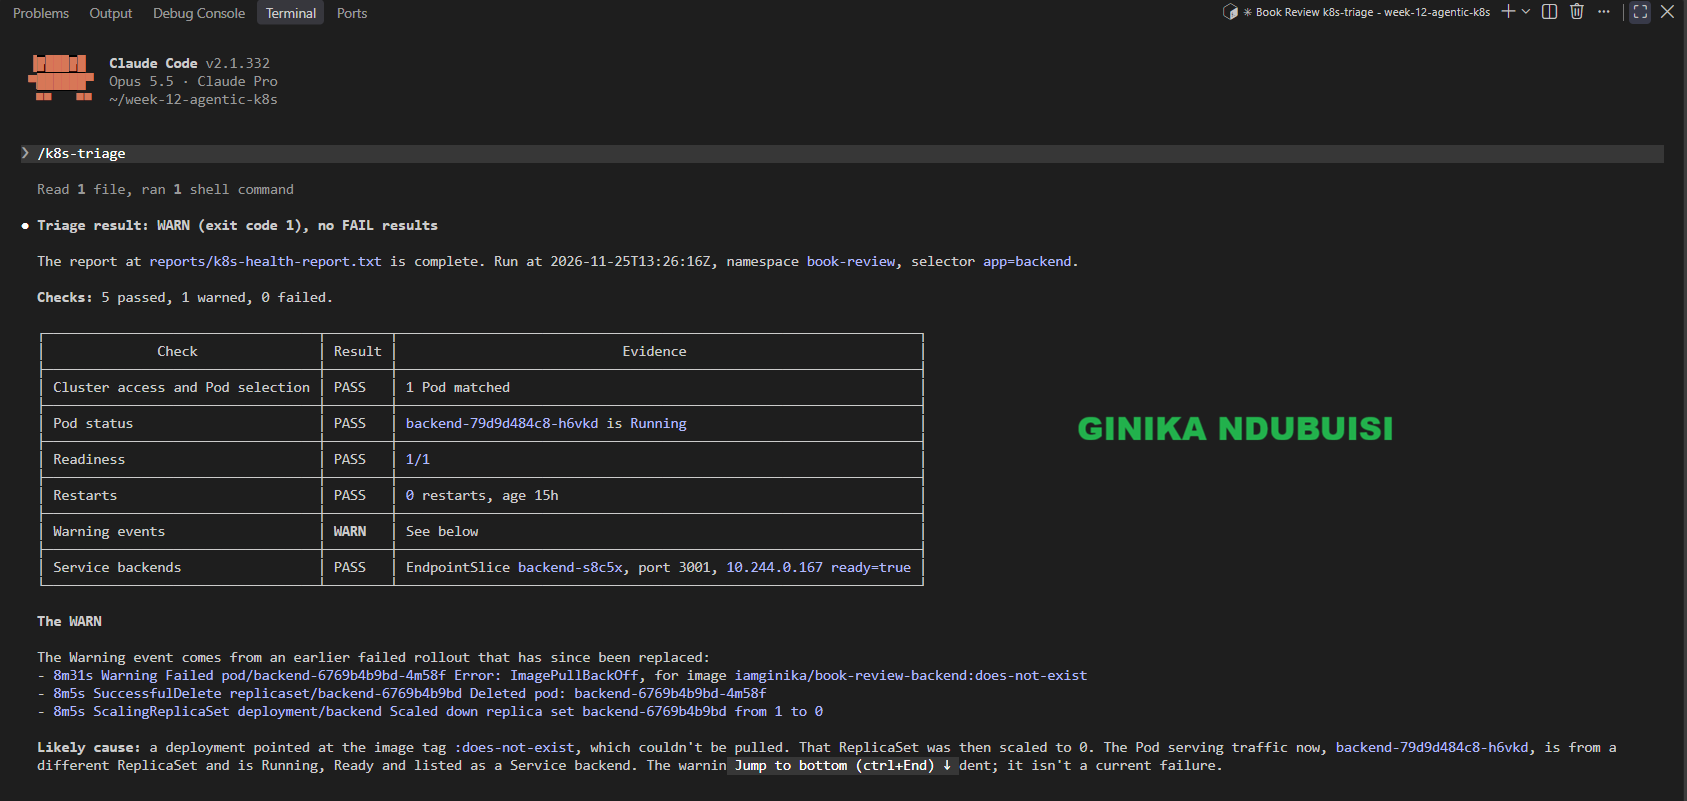 Problems Output Debug Console Terminal Ports
✳ Book Review k8s-triage - week-12-agentic-k8s
Claude Code v2.1.332
Opus 5.5 · Claude Pro
~/week-12-agentic-k8s
❯ /k8s-triage
Read 1 file, ran 1 shell command
● Triage result: WARN (exit code 1), no FAIL results
The report at reports/k8s-health-report.txt is complete. Run at 2026-11-25T13:26:16Z, namespace book-review, selector app=backend.
Checks: 5 passed, 1 warned, 0 failed.
Check Result Evidence
Cluster access and Pod selection PASS 1 Pod matched
Pod status PASS backend-79d9d484c8-h6vkd is Running
GINIKA NDUBUISI
Readiness PASS 1/1
Restarts PASS 0 restarts, age 15h
Warning events WARN See below
Service backends PASS EndpointSlice backend-s8c5x, port 3001, 10.244.0.167 ready=true
The WARN
The Warning event comes from an earlier failed rollout that has since been replaced:
- 8m31s Warning Failed pod/backend-6769b4b9bd-4m58f Error: ImagePullBackOff, for image iamginika/book-review-backend:does-not-exist
- 8m5s SuccessfulDelete replicaset/backend-6769b4b9bd Deleted pod: backend-6769b4b9bd-4m58f
- 8m5s ScalingReplicaSet deployment/backend Scaled down replica set backend-6769b4b9bd from 1 to 0
Likely cause: a deployment pointed at the image tag :does-not-exist, which couldn't be pulled. That ReplicaSet was then scaled to 0. The Pod serving traffic now, backend-79d9d484c8-h6vkd, is from a
different ReplicaSet and is Running, Ready and listed as a Service backend. The warnin Jump to bottom (ctrl+End) ↓ dent; it isn't a current failure.